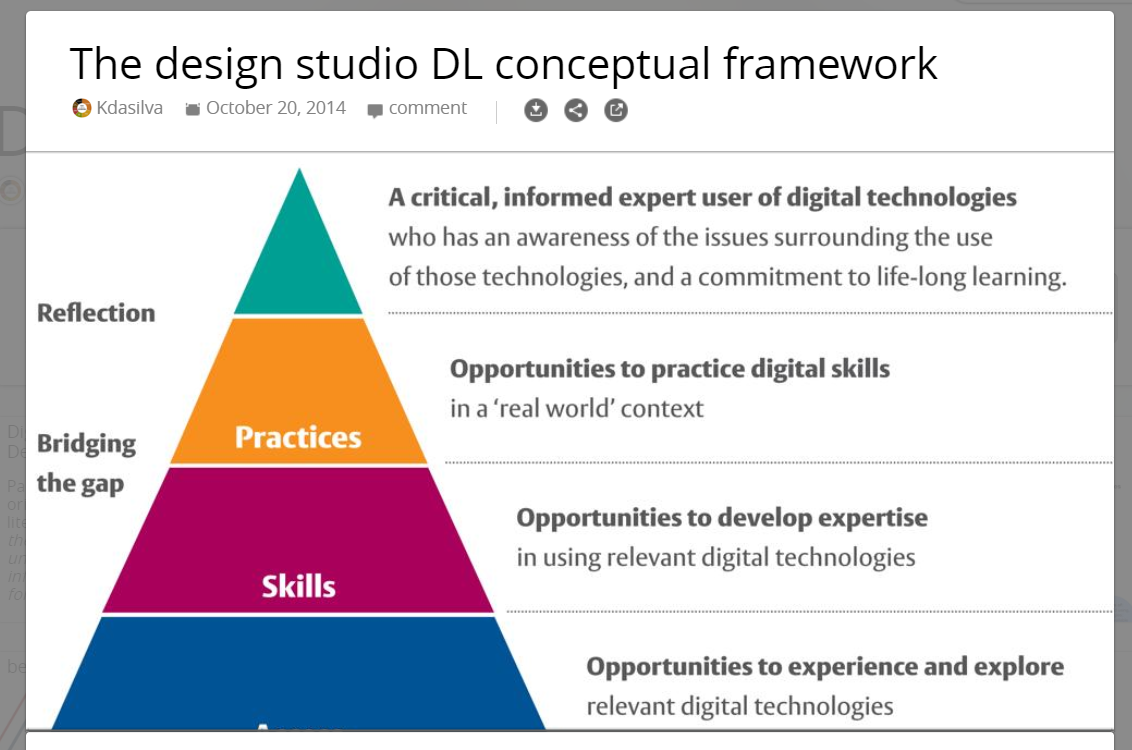 The design studio DL conceptual framework
Kdasilva October 20, 2014 comment
A critical, informed expert user of digital technologies
who has an awareness of the issues surrounding the use
of those technologies, and a commitment to life-long learning.
Reflection
Opportunities to practice digital skills
in a ‘real world’ context
Practices
Bridging
the gap
Opportunities to develop expertise
in using relevant digital technologies
Skills
Opportunities to experience and explore
relevant digital technologies